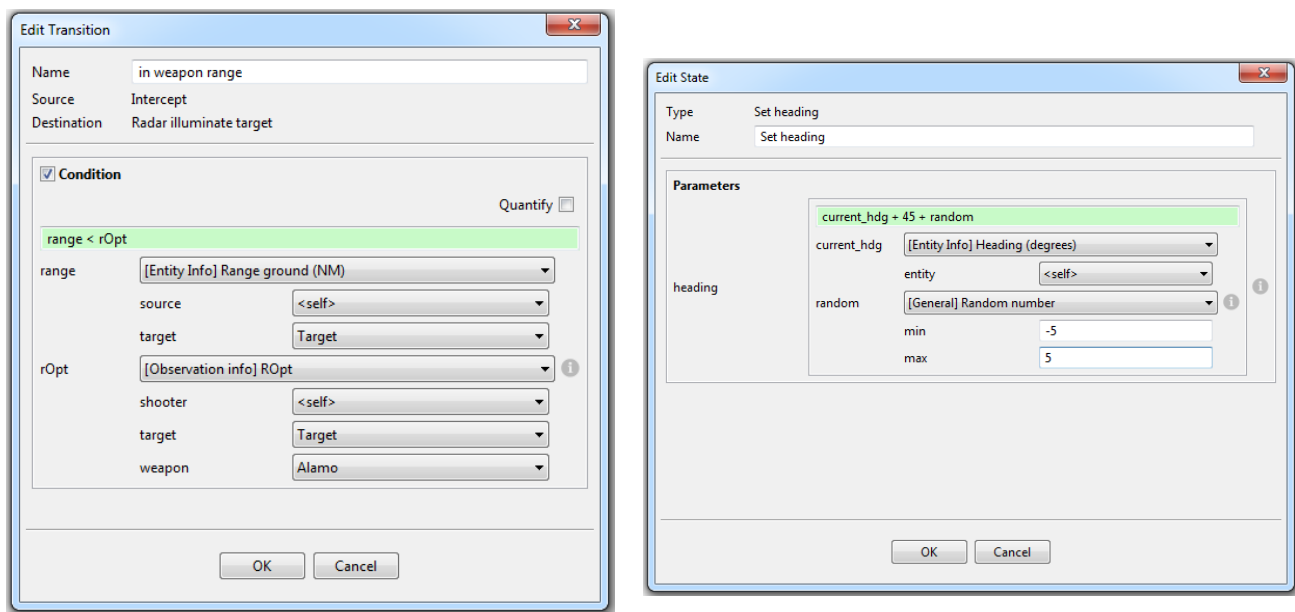 Edit Transition
Name in weapon range
Source Intercept
Destination Radar illuminate target
Condition
Quantify
range < rOpt
range [Entity Info] Range ground (NM)
source <self>
target Target
rOpt [Observation info] ROpt
shooter <self>
target Target
weapon Alamo
OK Cancel
Edit State
Type Set heading
Name Set heading
Parameters
current_hdg + 45 + random
current_hdg [Entity Info] Heading (degrees)
entity <self>
heading
random [General] Random number
min -5
max 5
OK Cancel